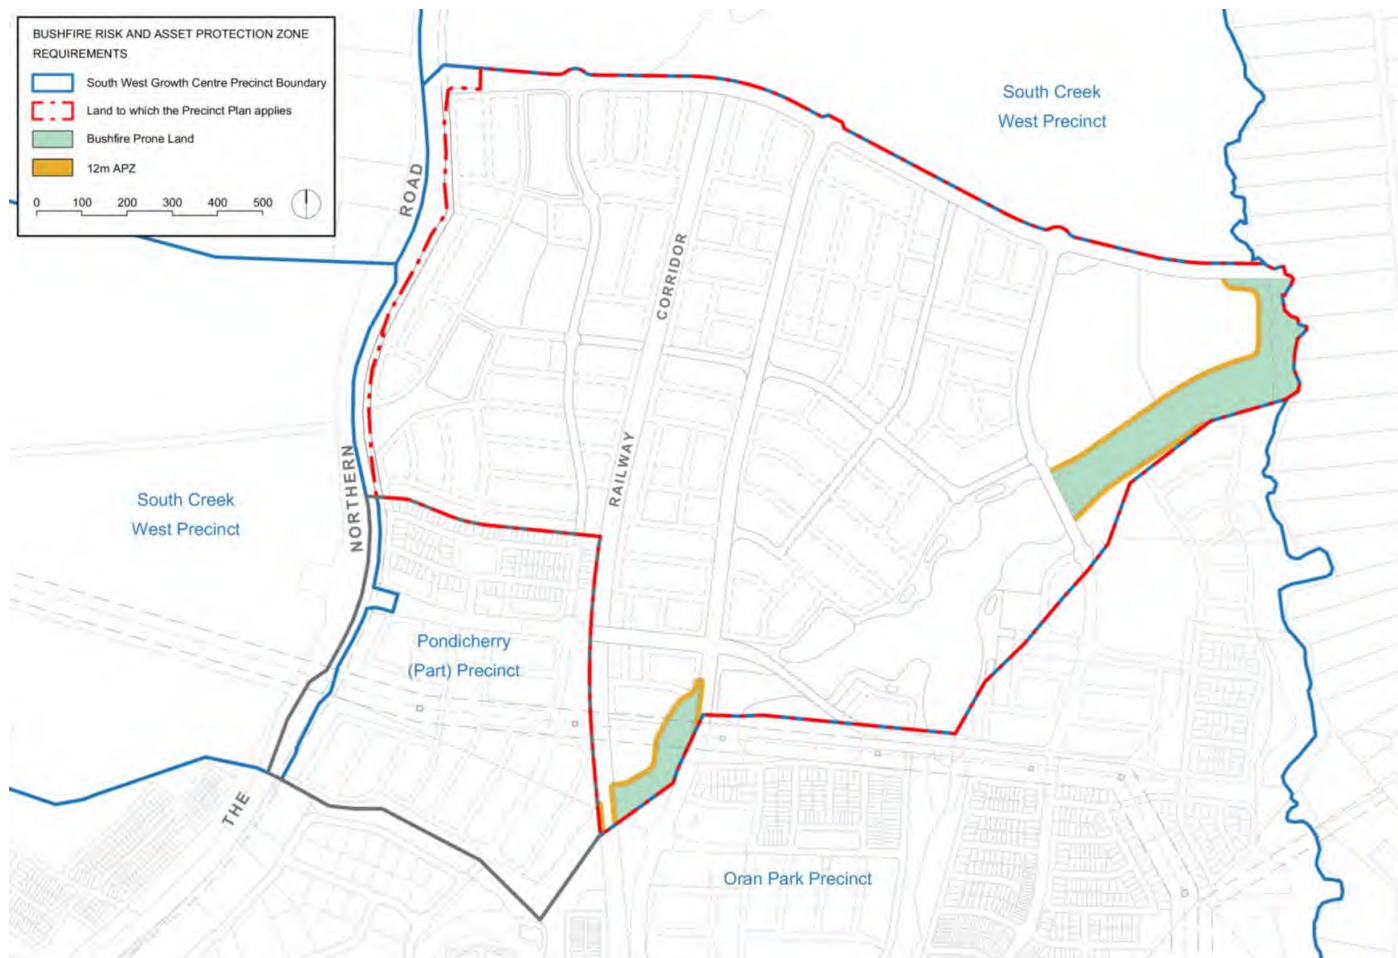 BUSHFIRE RISK AND ASSET PROTECTION ZONE
REQUIREMENTS
South West Growth Centre Precinct Boundary
Land to which the Precinct Plan applies
Bushfire Prone Land
12m APZ
0 100 200 300 400 500
South Creek
West Precinct
ROAD
CORRIDOR
RAILWAY
NORTHERN
South Creek
West Precinct
Pondicherry
(Part) Precinct
THE
Oran Park Precinct